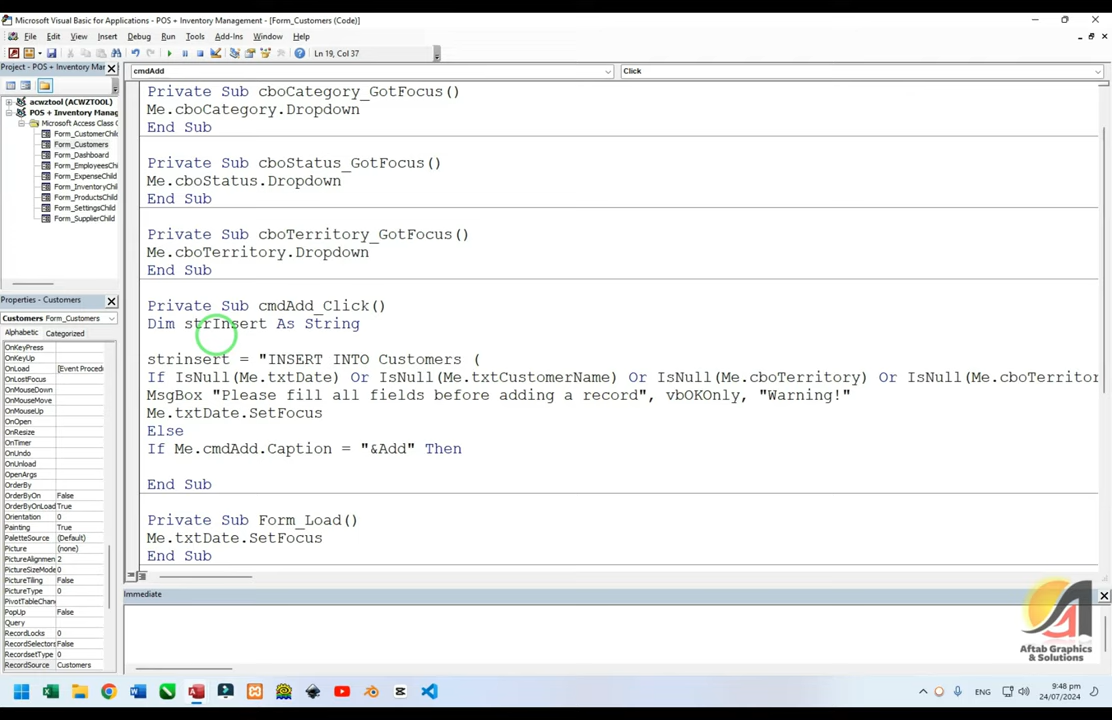 Microsoft Visual Basic for Applications - POS + Inventory Management - [Form_Customers (Code)]
File Edit View Insert Debug Run Tools Add-Ins Window Help
Ln 19, Col 37
Project - POS + Inventory Mana
cmdAdd
Click
acwztool (ACWZTOOL)
POS + Inventory Manag
Microsoft Access Class O
Form_CustomerChil
Form_Customers
Form_Dashboard
Form_EmployeesChi
Form_ExpenseChild
Form_InventoryChi
Form_ProductsChild
Form_SettingsChild
Form_SupplierChild
Properties - Customers
Customers Form_Customers
Alphabetic Categorized
OnKeyPress
OnKeyUp
OnLoad [Event Procedu
OnLostFocus
OnMouseDown
OnMouseMove
OnMouseUp
OnOpen
OnResize
OnTimer
OnUndo
OnUnload
OpenArgs
OrderBy
OrderByOn False
OrderByOnLoad True
Orientation 0
Painting True
PaletteSource (Default)
Picture (none)
PictureAlignmen 2
PictureSizeMode 0
PictureTiling False
PictureType 0
PivotTableChan
PopUp False
Query
RecordLocks 0
RecordSelectors False
RecordsetType 0
RecordSource Customers
Private Sub cboCategory_GotFocus()
Me.cboCategory.Dropdown
End Sub
Private Sub cboStatus_GotFocus()
Me.cboStatus.Dropdown
End Sub
Private Sub cboTerritory_GotFocus()
Me.cboTerritory.Dropdown
End Sub
Private Sub cmdAdd_Click()
Dim strInsert As String
strinsert = "INSERT INTO Customers (
If IsNull(Me.txtDate) Or IsNull(Me.txtCustomerName) Or IsNull(Me.cboTerritory) Or IsNull(Me.cboTerritor
MsgBox "Please fill all fields before adding a record", vbOKOnly, "Warning!"
Me.txtDate.SetFocus
Else
If Me.cmdAdd.Caption = "&Add" Then
End Sub
Private Sub Form_Load()
Me.txtDate.SetFocus
End Sub
Immediate
Aftab Graphics
& Solutions
ENG
9:48 pm
24/07/2024